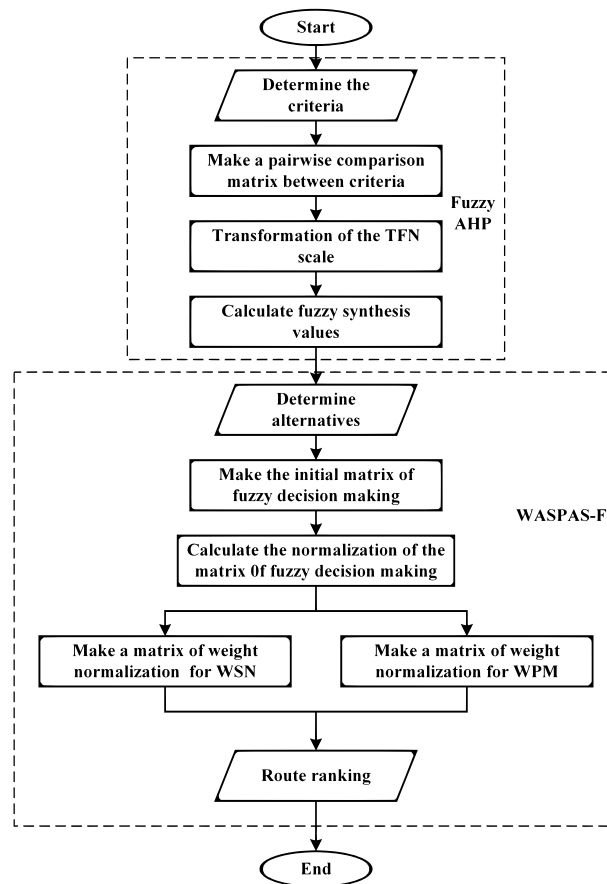 Start
Determine the
criteria
Make a pairwise comparison
matrix between criteria
Fuzzy
AHP
Transformation of the TFN
scale
Calculate fuzzy synthesis
values
Determine
alternatives
Make the initial matrix of
fuzzy decision making
WASPAS-F
Calculate the normalization of the
matrix 0f fuzzy decision making
Make a matrix of weight
normalization for WSN
Make a matrix of weight
normalization for WPM
Route ranking
End